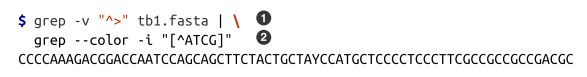 $ grep -v "^>" tb1.fasta | \ ❶
grep --color -i "[^ATCG]" ❷
CCCCAAAGACGGACCAATCCAGCAGCTTCTACTGCTAYCCATGCTCCCCTCCCTTCGCCGCCGCCGACGC